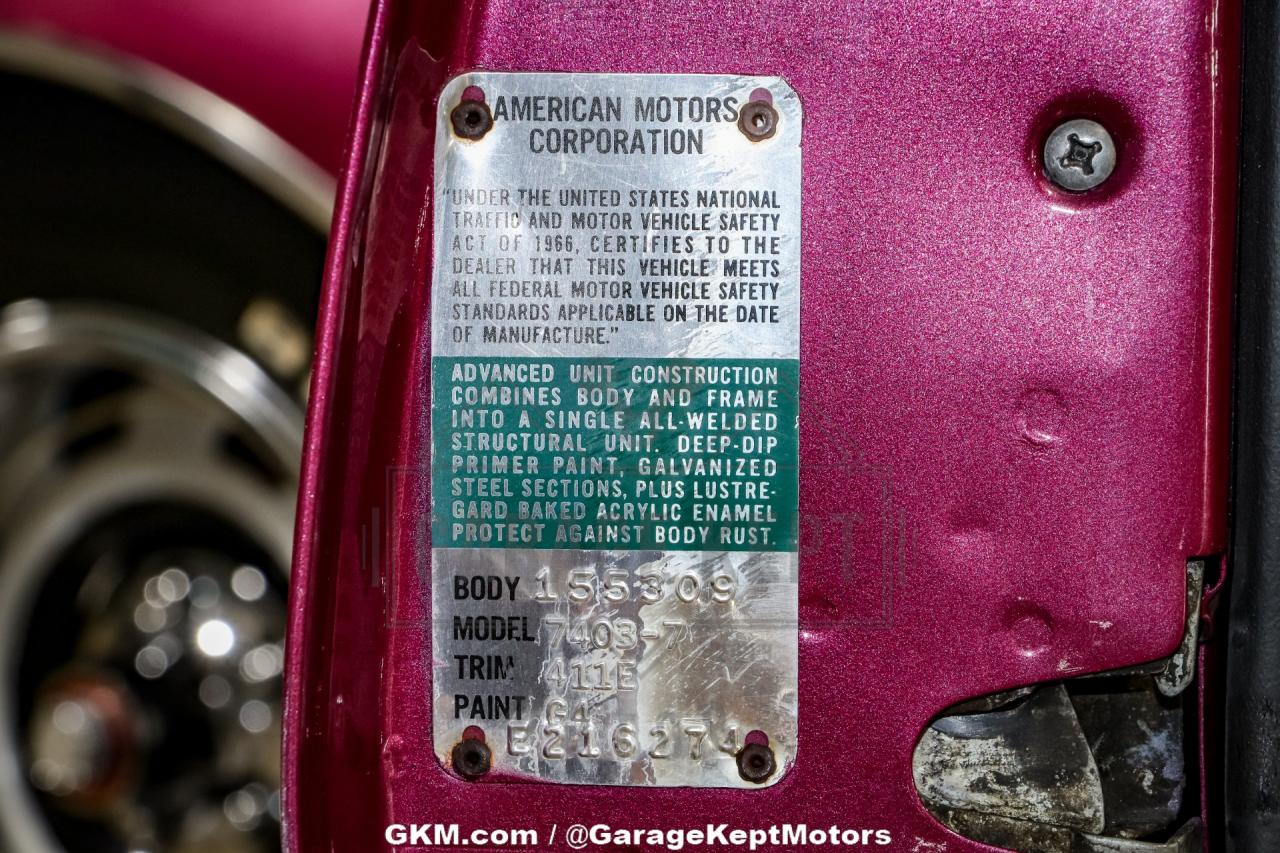 AMERICAN MOTORS
CORPORATION
"UNDER THE UNITED STATES NATIONAL
TRAFFIC AND MOTOR VEHICLE SAFETY
ACT OF 1966, CERTIFIES TO THE
DEALER THAT THIS VEHICLE MEETS
ALL FEDERAL MOTOR VEHICLE SAFETY
STANDARDS APPLICABLE ON THE DATE
OF MANUFACTURE."
ADVANCED UNIT CONSTRUCTION
COMBINES BODY AND FRAME
INTO A SINGLE ALL-WELDED
STRUCTURAL UNIT. DEEP-DIP
PRIMER PAINT, GALVANIZED
STEEL SECTIONS, PLUS LUSTRE-
GARD BAKED ACRYLIC ENAMEL
PROTECT AGAINST BODY RUST.
BODY 155309
MODEL 7403-7
TRIM 411E
PAINT
E216274
GKM.com / @GarageKeptMotors